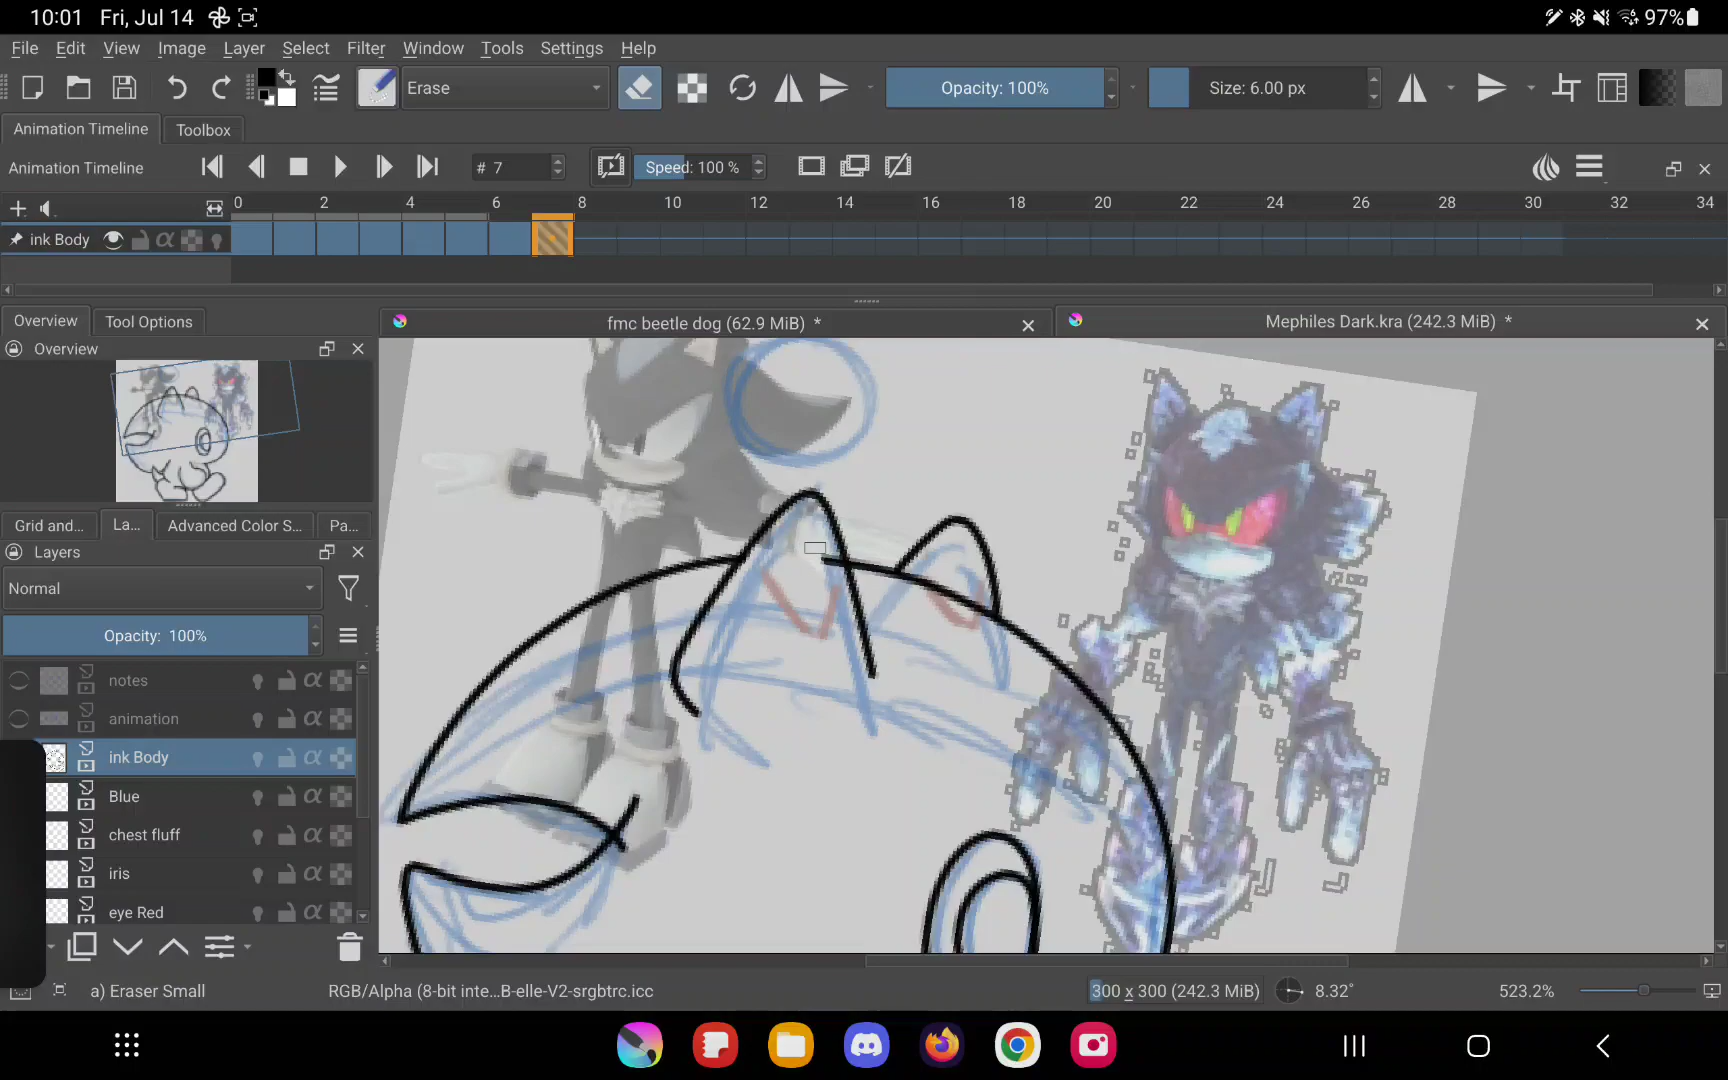 10:01 Fri, Jul 14 97%
File Edit View Image Layer Select Filter Window Tools Settings Help
Erase Opacity: 100% Size: 6.00 px
Animation Timeline Toolbox
Animation Timeline # 7 Speed: 100 %
0 2 4 6 8 10 12 14 16 18 20 22 24 26 28 30 32 34
ink Body
Overview Tool Options fmc beetle dog (62.9 MiB) * Mephiles Dark.kra (242.3 MiB) *
Overview
Grid and... La... Advanced Color S... Pa...
Layers
Normal
Opacity: 100%
notes
animation
ink Body
Blue
chest fluff
iris
eye Red
a) Eraser Small RGB/Alpha (8-bit inte...B-elle-V2-srgbtrc.icc 300 x 300 (242.3 MiB) 8.32° 523.2%